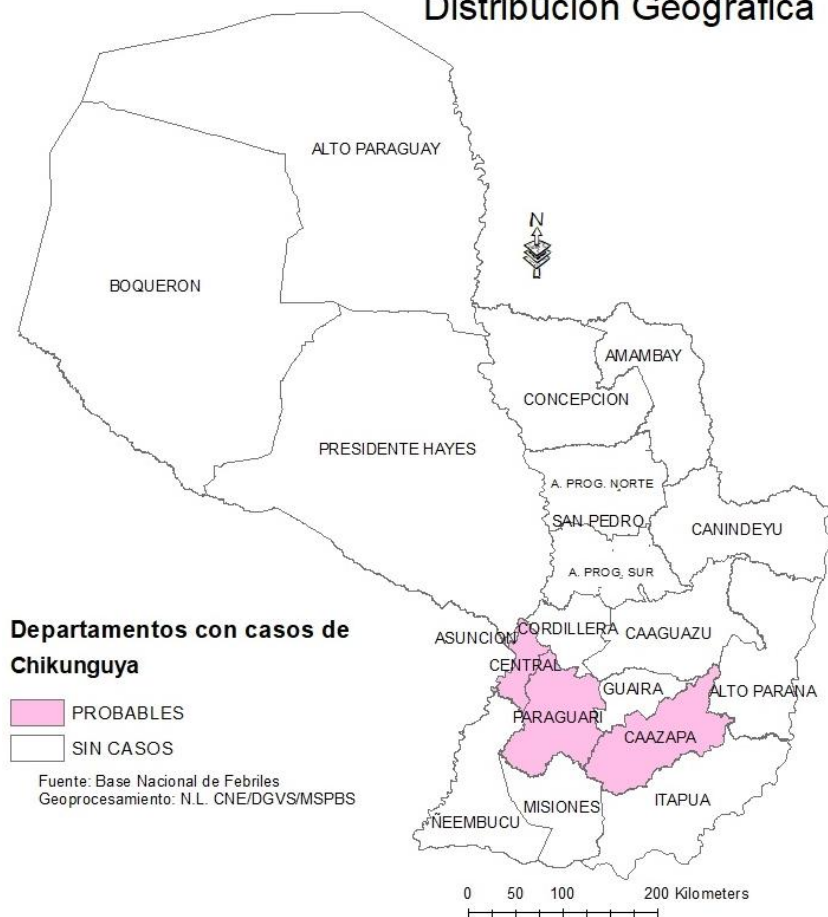 Distribución Geográfica
ALTO PARAGUAY
N
BOQUERON
AMAMBAY
CONCEPCION
PRESIDENTE HAYES
A. PROG. NORTE
SAN PEDRO
CANINDEYU
A. PROG. SUR
Departamentos con casos de
Chikunguya
PROBABLES
SIN CASOS
Fuente: Base Nacional de Febriles
Geoprocesamiento: N.L. CNE/DGVS/MSPBS
ASUNCION
CORDILLERA
CAAGUAZU
CENTRAL
GUAIRA
ALTO PARANA
PARAGUARI
CAAZAPA
MISIONES
ITAPUA
ÑEEMBUCU
0 50 100 200 Kilometers